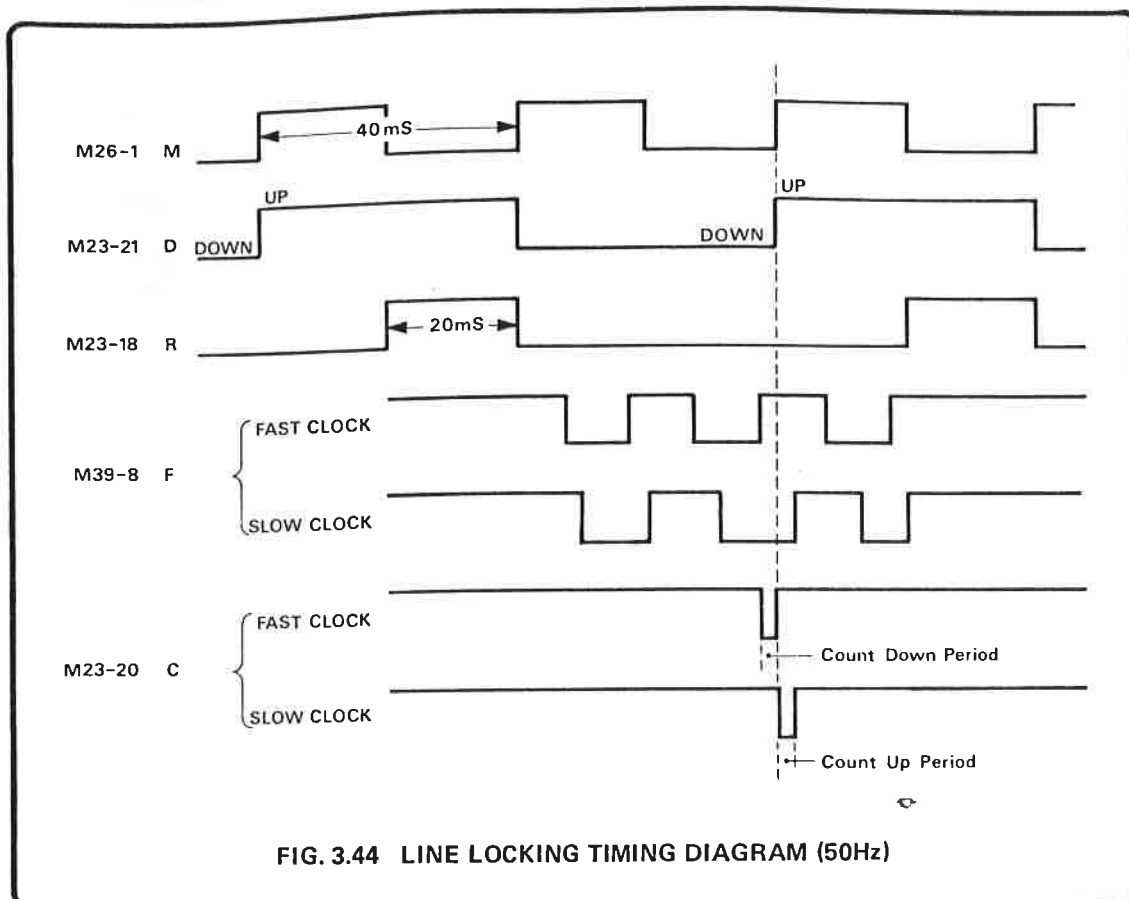 40mS
M26-1 M
UP
UP
M23-21 D DOWN
DOWN
M23-18 R
20mS
FAST CLOCK
M39-8 F
SLOW CLOCK
FAST CLOCK
Count Down Period
M23-20 C
SLOW CLOCK
Count Up Period
FIG. 3.44 LINE LOCKING TIMING DIAGRAM (50Hz)